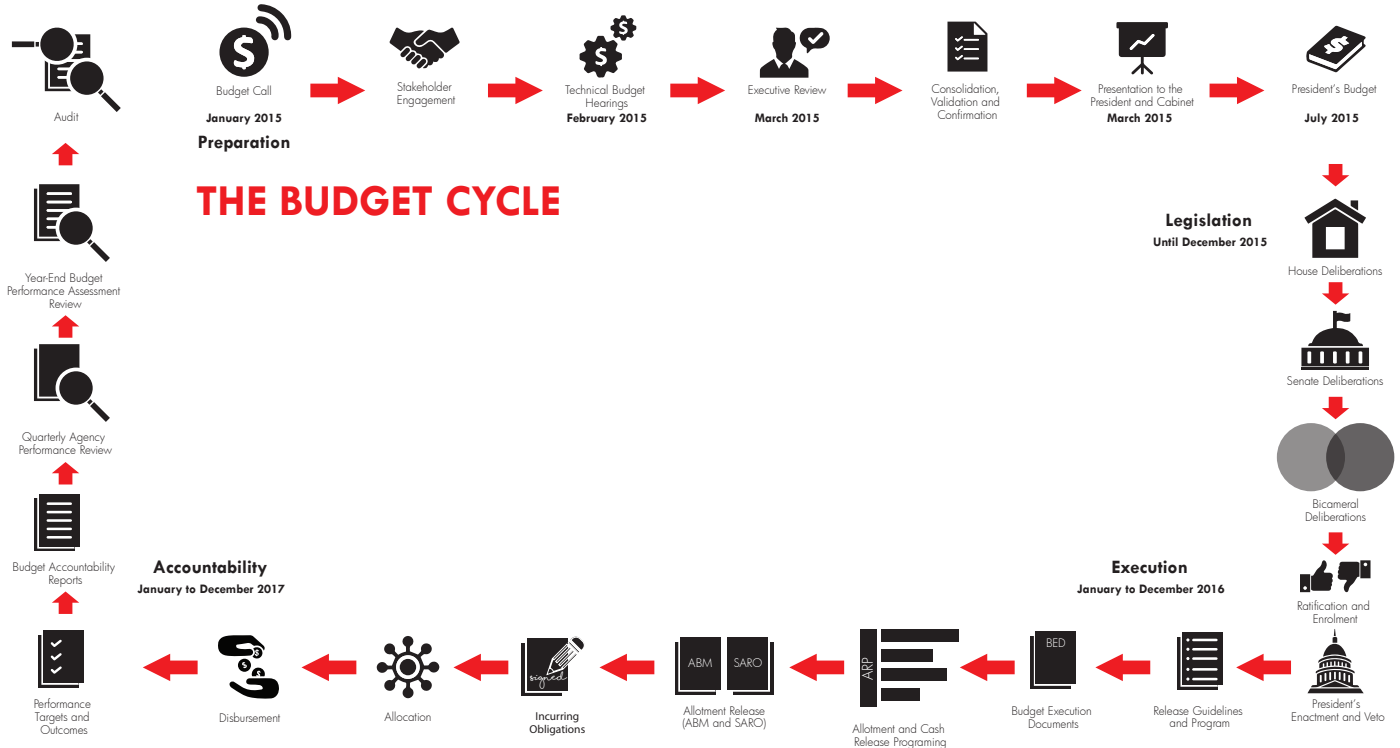 Budget Call
January 2015
Preparation
Stakeholder
Engagement
Technical Budget
Hearings
February 2015
Executive Review
March 2015
Consolidation,
Validation and
Confirmation
Presentation to the
President and Cabinet
March 2015
President's Budget
July 2015
THE BUDGET CYCLE
Legislation
Until December 2015
House Deliberations
Senate Deliberations
Bicameral
Deliberations
Ratification and
Enrolment
President's
Enactment and Veto
Execution
January to December 2016
Release Guidelines
and Program
BED
Budget Execution
Documents
ARP
Allotment and Cash
Release Programing
ABM
SARO
Allotment Release
(ABM and SARO)
signed
Incurring
Obligations
Allocation
Disbursement
Accountability
January to December 2017
Performance
Targets and
Outcomes
Budget Accountability
Reports
Quarterly Agency
Performance Review
Year-End Budget
Performance Assessment
Review
Audit